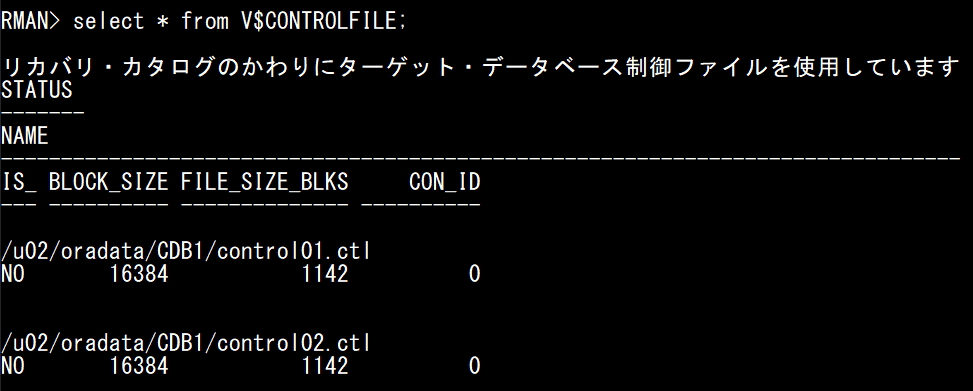 RMAN> select * from V$CONTROLFILE;
リカバリ・カタログのかわりにターゲット・データベース制御ファイルを使用しています
STATUS
-------
NAME
--------------------------------------------------------------------------------
IS_ BLOCK_SIZE FILE_SIZE_BLKS     CON_ID
--- ---------- -------------- ----------
/u02/oradata/CDB1/control01.ctl
NO       16384           1142          0
/u02/oradata/CDB1/control02.ctl
NO       16384           1142          0